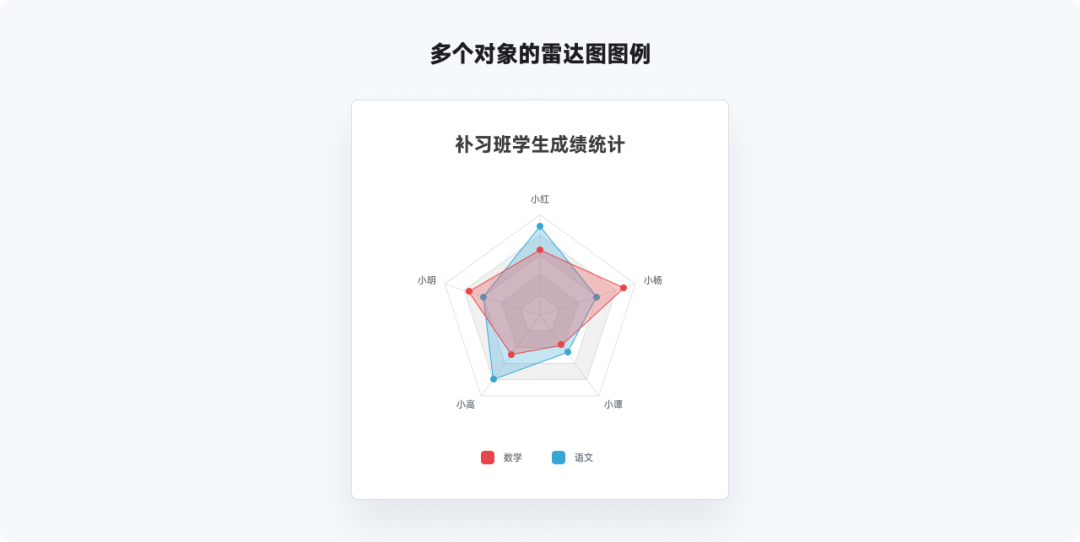 多个对象的雷达图图例
补习班学生成绩统计
小红
小明
小杨
小高
小谭
数学
语文